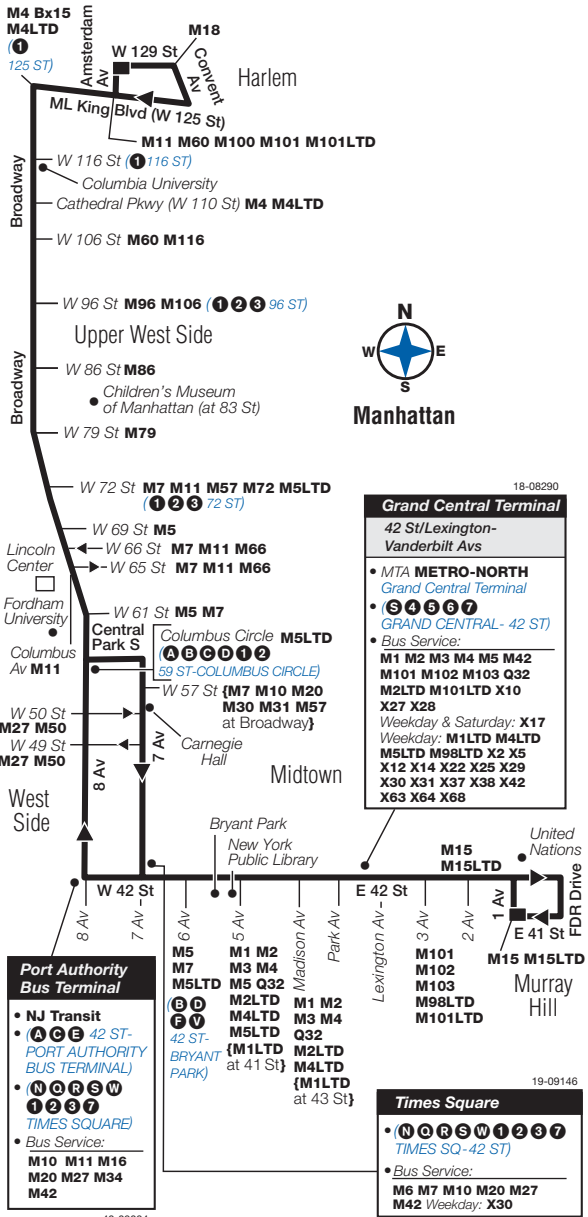 M4 Bx15
M4LTD
(1
125 ST)
Amsterdam
Av
W 129 St
M18
Convent
Av
Harlem
ML King Blvd (W 125 St)
M11 M60 M100 M101 M101LTD
Broadway
W 116 St (1 116 ST)
Columbia University
Cathedral Pkwy (W 110 St) M4 M4LTD
W 106 St M60 M116
W 96 St M96 M106 (1 2 3 96 ST)
Upper West Side
N
W E
S
Manhattan
W 86 St M86
Broadway
Children's Museum
of Manhattan (at 83 St)
W 79 St M79
W 72 St M7 M11 M57 M72 M5LTD
(1 2 3 72 ST)
W 69 St M5
Lincoln
Center
W 66 St M7 M11 M66
W 65 St M7 M11 M66
Fordham
University
W 61 St M5 M7
Central
Park S
Columbus
Av M11
Columbus Circle M5LTD
(A B C D 1 2
59 ST-COLUMBUS CIRCLE)
W 57 St {M7 M10 M20
M30 M31 M57
at Broadway}
W 50 St
M27 M50
W 49 St
M27 M50
8 Av
7 Av
Carnegie
Hall
West
Side
Midtown
18-08290
Grand Central Terminal
42 St/Lexington-
Vanderbilt Avs
• MTA METRO-NORTH
Grand Central Terminal
• (S 4 5 6 7
GRAND CENTRAL- 42 ST)
• Bus Service:
M1 M2 M3 M4 M5 M42
M101 M102 M103 Q32
M2LTD M101LTD X10
X27 X28
Weekday & Saturday: X17
Weekday: M1LTD M4LTD
M5LTD M98LTD X2 X5
X12 X14 X22 X25 X29
X30 X31 X37 X38 X42
X63 X64 X68
Bryant Park
New York
Public Library
M15
M15LTD
United
Nations
W 42 St
E 42 St
1 Av
FDR Drive
E 41 St
M15 M15LTD
Murray
Hill
8 Av
7 Av
6 Av
M5
M7
M5LTD
(B D
F V
42 ST-
BRYANT
PARK)
5 Av
M1 M2
M3 M4
M5 Q32
M2LTD
M4LTD
M5LTD
{M1LTD
at 41 St}
Madison Av
M1 M2
M3 M4
Q32
M2LTD
M4LTD
{M1LTD
at 43 St}
Park Av
Lexington Av
3 Av
M101
M102
M103
M98LTD
M101LTD
2 Av
Port Authority
Bus Terminal
• NJ Transit
• (A C E 42 ST-
PORT AUTHORITY
BUS TERMINAL)
• (N Q R S W
1 2 3 7
TIMES SQUARE)
• Bus Service:
M10 M11 M16
M20 M27 M34
M42
19-09146
Times Square
• (N Q R S W 1 2 3 7
TIMES SQ-42 ST)
• Bus Service:
M6 M7 M10 M20 M27
M42 Weekday: X30